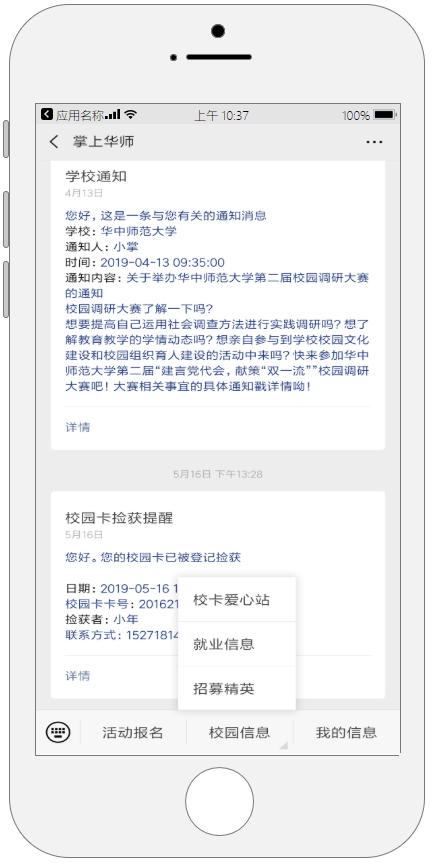 应用名称
上午 10:37
100%
掌上华师
学校通知
4月13日
您好，这是一条与您有关的通知消息
学校: 华中师范大学
通知人: 小掌
时间: 2019-04-13 09:35:00
通知内容: 关于举办华中师范大学第二届校园调研大赛
的通知
校园调研大赛了解一下吗?
想要提高自己运用社会调查方法进行实践调研吗? 想了
解教育教学的学情动态吗? 想亲自参与到学校校园文化
建设和校园组织育人建设的活动中来吗? 快来参加华中
师范大学第二届“建言党代会，献策“双一流””校园调研
大赛吧! 大赛相关事宜的具体通知戳详情呦!
详情
5月16日 下午13:28
校园卡捡获提醒
5月16日
您好。您的校园卡已被登记捡获
日期: 2019-05-16 1
校园卡卡号: 201621
捡获者: 小年
联系方式: 15271814
详情
校卡爱心站
就业信息
招募精英
活动报名
校园信息
我的信息